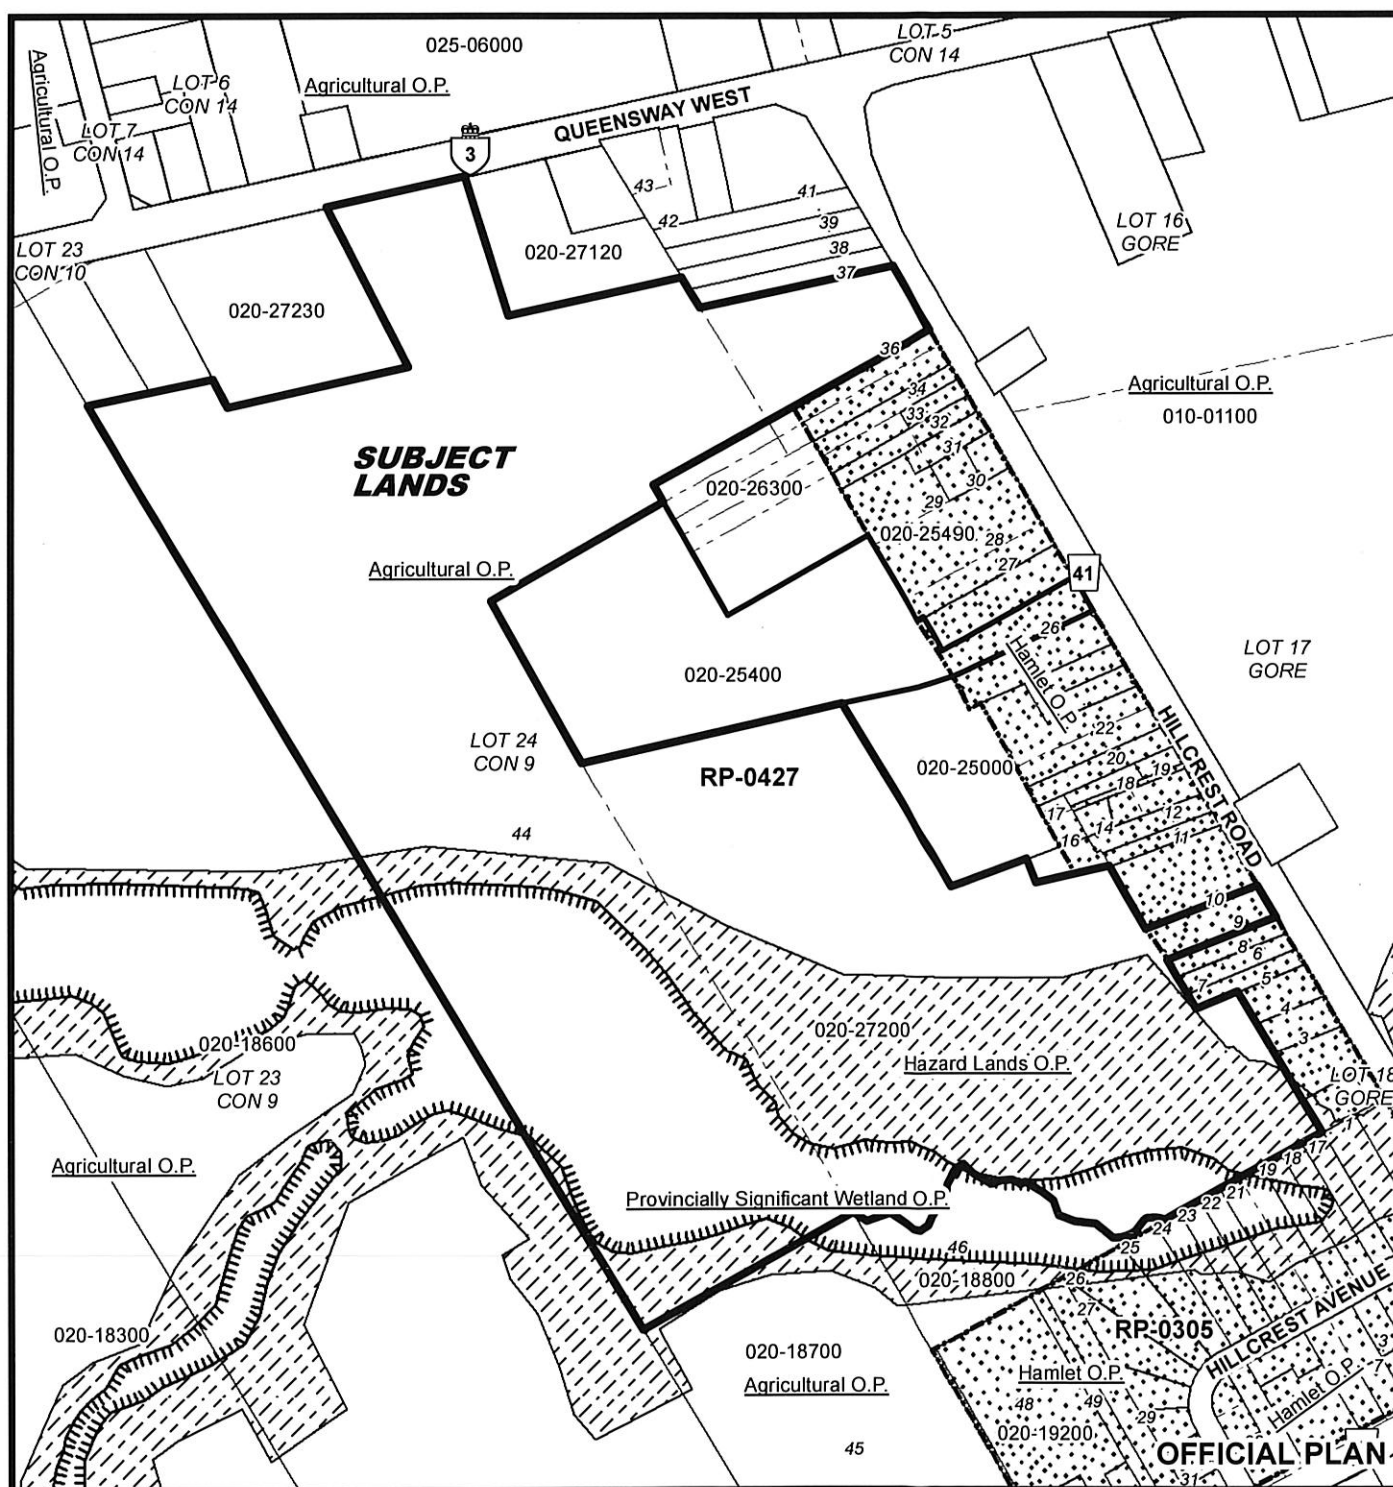 025-06000
LOT 5
CON 14
Agricultural O.P.
LOT 6
CON 14
Agricultural O.P.
LOT 7
CON 14
QUEENSWAY WEST
3
43
41
42
39
38
37
LOT 16
GORE
LOT 23
CON 10
020-27120
020-27230
36
34
33
32
31
30
29
28
27
Agricultural O.P.
010-01100
SUBJECT
LANDS
020-26300
020-25490
Agricultural O.P.
41
26
Hamlet O.P.
LOT 17
GORE
020-25400
HILLCREST ROAD
LOT 24
CON 9
RP-0427
020-25000
22
20
19
18
17
16
14
12
11
44
10
9
8
6
7
5
4
3
020-27200
Hazard Lands O.P.
020-18600
LOT 23
CON 9
LOT 18
GORE
1
17
18
19
21
22
23
24
25
Agricultural O.P.
Provincially Significant Wetland O.P.
46
020-18800
26
27
020-18300
RP-0305
HILLCREST AVENUE
020-18700
Agricultural O.P.
Hamlet O.P.
48
49
29
020-19200
Hamlet O.P.
3
7
45
OFFICIAL PLAN
31